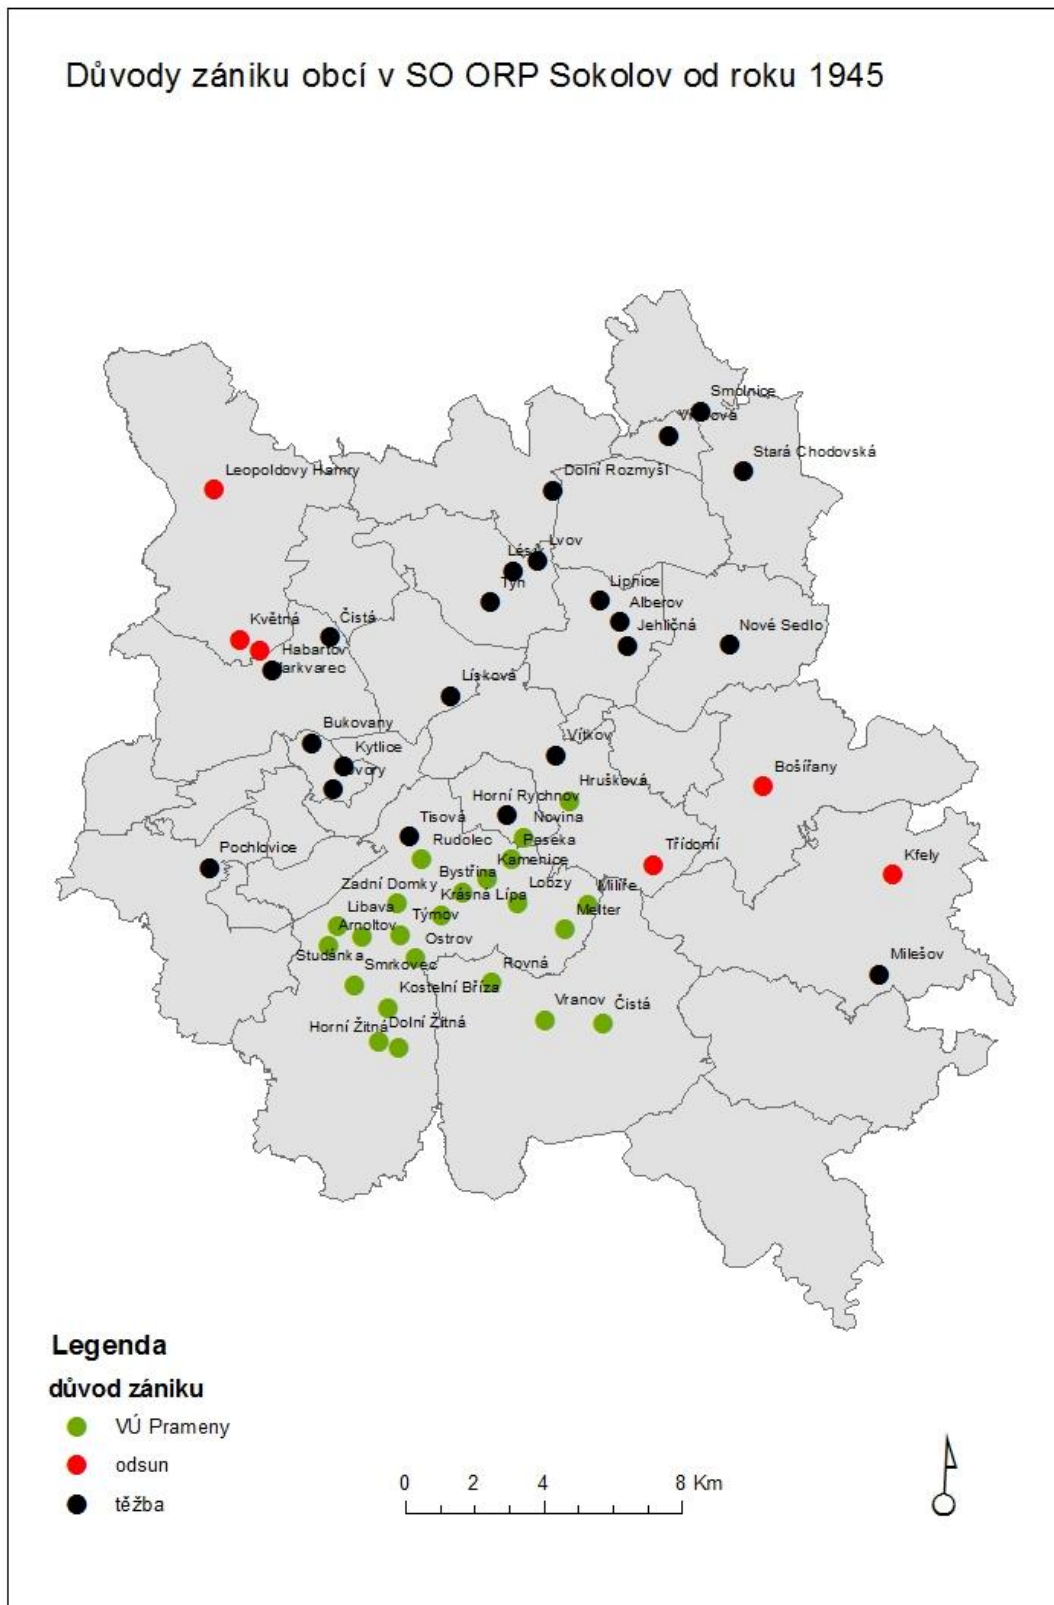 Důvody zániku obcí v SO ORP Sokolov od roku 1945
Smolnice
Stará Chodovská
Leopoldovy Hamry
Dolní Rozmyšl
Lvov
Týn
Lipnice
Alberov
Jehličná
Nové Sedlo
Květná
Čistá
Habartov
Lísková
Bukovany
Kytlice
Vítkov
Bošířany
Hrušková
Horní Rychnov
Novina
Tisová
Rudolec
Paseka
Třídomí
Kfely
Pochlovice
Kamenice
Bystřina
Zadní Domky
Krásná Lípa
Loózy
Milíře
Libava
Týmov
Melter
Arnoltov
Ostrov
Studánka
Smrkovec
Rovná
Milešov
Kostelní Bříza
Vranov
Čistá
Horní Žitná
Dolní Žitná
Legenda
důvod zániku
VÚ Prameny
odsun
těžba
0 2 4 8 Km